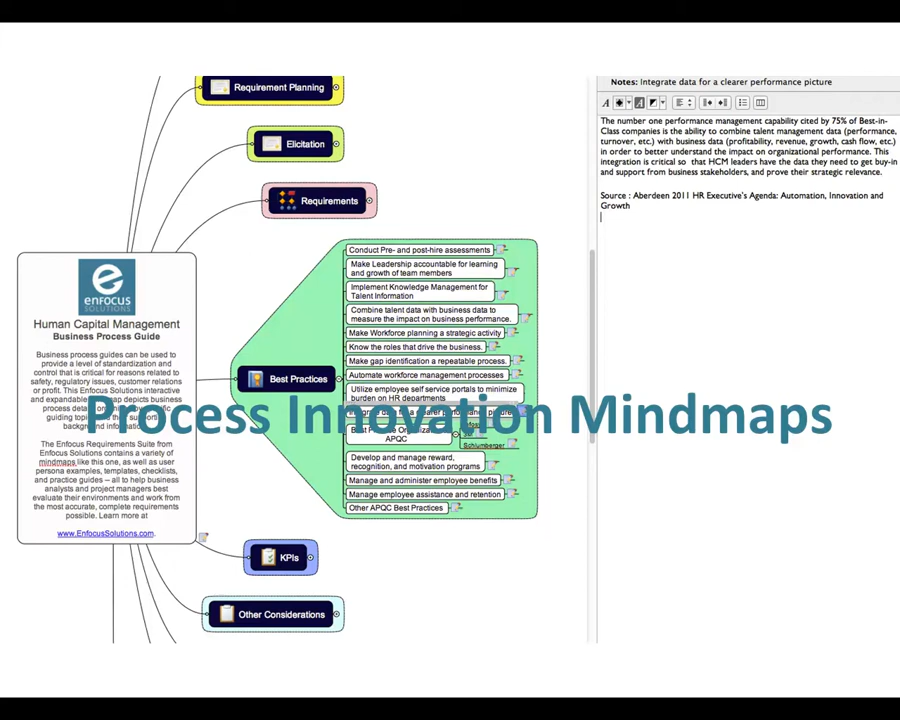 Requirement Planning
Elicitation
Requirements
enfocus
SOLUTIONS
Human Capital Management
Business Process Guide
Business process guides can be used to
provide a level of standardization and
control that is critical for reasons related to
safety, regulatory issues, customer relations
or profit. This Enfocus Solutions interactive
and expandable map depicts business
process
guiding
background
The Enfocus Requirements Suite from
Enfocus Solutions contains a variety of
mindmaps like this one, as well as user
persona examples, templates, checklists,
and practice guides – all to help business
analysts and project managers best
evaluate their environments and work from
the most accurate, complete requirements
possible. Learn more at
www.EnfocusSolutions.com.
Best Practices
Conduct Pre- and post-hire assessments
Make Leadership accountable for learning
and growth of team members
Implement Knowledge Management for
Talent Information
Combine talent data with business data to
measure the impact on business performance.
Make Workforce planning a strategic activity
Know the roles that drive the business.
Make gap identification a repeatable process.
Automate workforce management processes
Utilize employee self service portals to minimize
burden on HR departments
Integrate data for a clearer performance picture
APQC
Schlumberger
Develop and manage reward,
recognition, and motivation programs
Manage and administer employee benefits
Manage employee assistance and retention
Other APQC Best Practices
KPIs
Other Considerations
Process Innovation Mindmaps
Notes: Integrate data for a clearer performance picture
The number one performance management capability cited by 75% of Best-in-
Class companies is the ability to combine talent management data (performance,
turnover, etc.) with business data (profitability, revenue, growth, cash flow, etc.)
in order to better understand the impact on organizational performance. This
integration is critical so that HCM leaders have the data they need to get buy-in
and support from business stakeholders, and prove their strategic relevance.
Source : Aberdeen 2011 HR Executive's Agenda: Automation, Innovation and
Growth